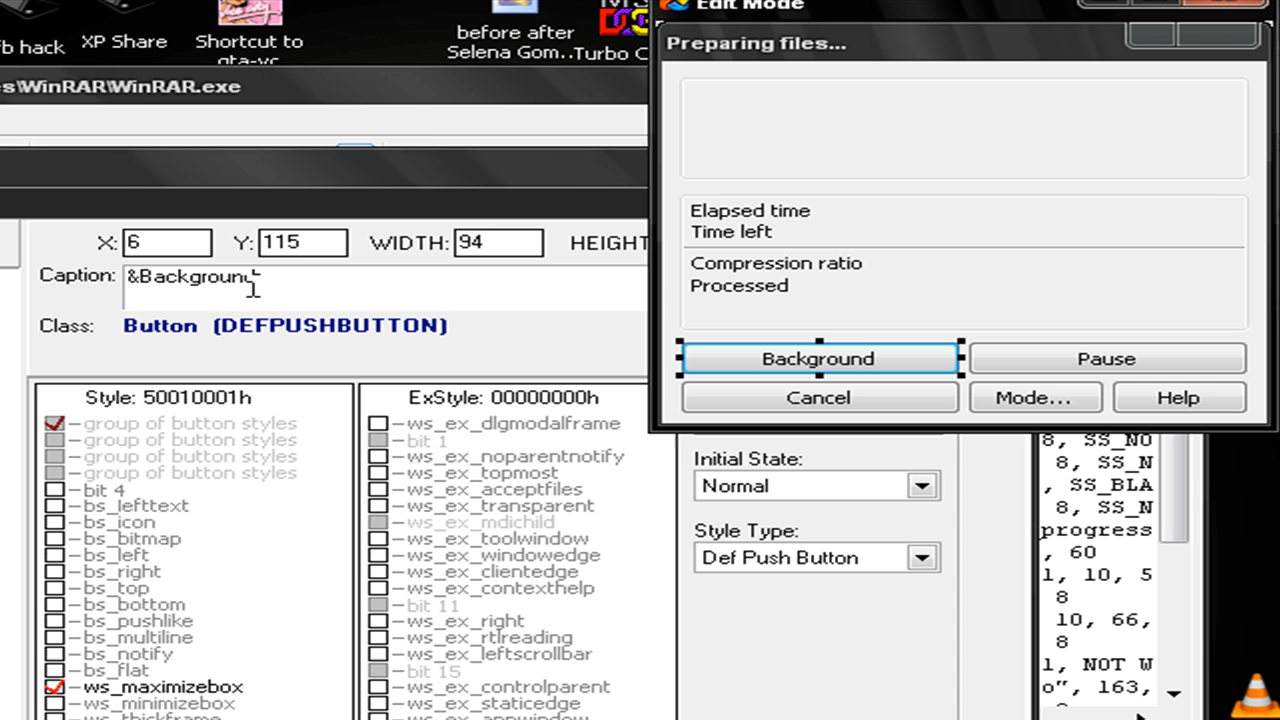 fb hack
XP Share
Shortcut to
gta-vc
before after
Selena Gom..
Turbo C
s\WinRAR\WinRAR.exe
Edit Mode
Preparing files...
Elapsed time
Time left
Compression ratio
Processed
Background
Pause
Cancel
Mode...
Help
X: 6 Y: 115 WIDTH: 94 HEIGHT
Caption: &Background
Class: Button (DEFPUSHBUTTON)
Style: 50010001h
group of button styles
group of button styles
group of button styles
group of button styles
bit 4
bs_lefttext
bs_icon
bs_bitmap
bs_left
bs_right
bs_top
bs_bottom
bs_pushlike
bs_multiline
bs_notify
bs_flat
ws_maximizebox
ws_minimizebox
ws_thickframe
ExStyle: 00000000h
ws_ex_dlgmodalframe
bit 1
ws_ex_noparentnotify
ws_ex_topmost
ws_ex_acceptfiles
ws_ex_transparent
ws_ex_mdichild
ws_ex_toolwindow
ws_ex_windowedge
ws_ex_clientedge
ws_ex_contexthelp
bit 11
ws_ex_right
ws_ex_rtlreading
ws_ex_leftscrollbar
bit 15
ws_ex_controlparent
ws_ex_staticedge
ws_ex_appwindow
Initial State:
Normal
Style Type:
Def Push Button
8, SS_NO
8, SS_N
, SS_BLA
8, SS_N
progress
, 60
1, 10, 5
8
10, 66,
8
1, NOT W
o", 163,